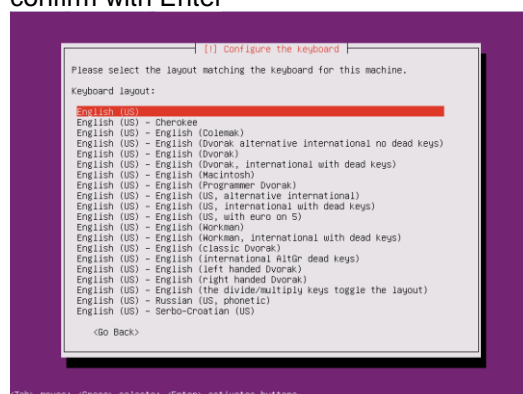 confirm with Enter
[!] Configure the keyboard
Please select the layout matching the keyboard for this machine.
Keyboard layout:
English (US)
English (US) - Cherokee
English (US) - English (Colemak)
English (US) - English (Dvorak alternative international no dead keys)
English (US) - English (Dvorak)
English (US) - English (Dvorak, international with dead keys)
English (US) - English (Macintosh)
English (US) - English (Programmer Dvorak)
English (US) - English (US, alternative international)
English (US) - English (US, international with dead keys)
English (US) - English (US, with euro on 5)
English (US) - English (Workman)
English (US) - English (Workman, international with dead keys)
English (US) - English (classic Dvorak)
English (US) - English (international AltGr dead keys)
English (US) - English (left handed Dvorak)
English (US) - English (right handed Dvorak)
English (US) - English (the divide/multiply keys toggle the layout)
English (US) - Russian (US, phonetic)
English (US) - Serbo-Croatian (US)
<Go Back>
<Tab> moves; <Space> selects; <Enter> activates buttons